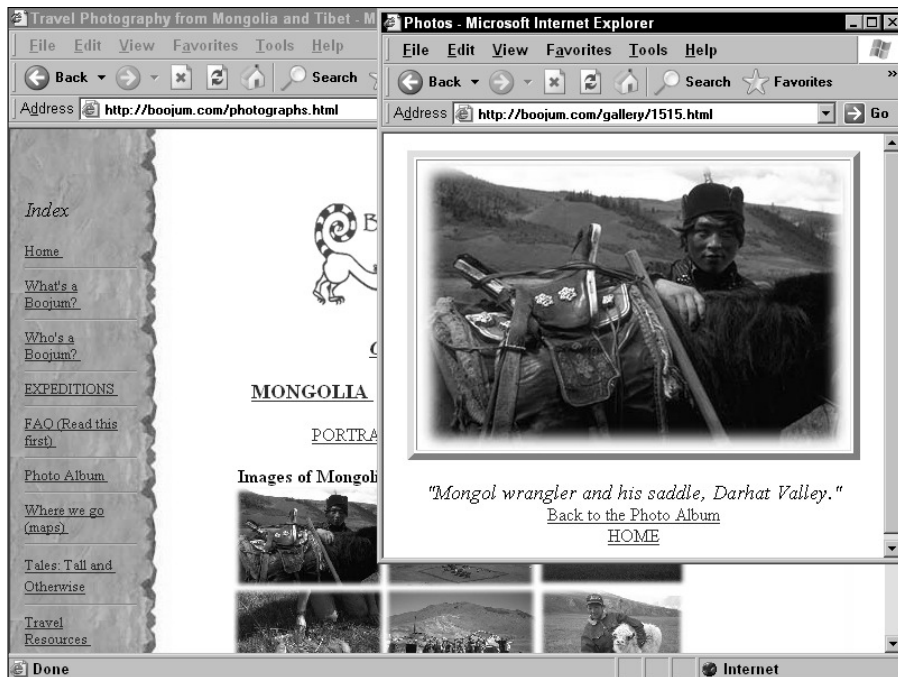 Travel Photography from Mongolia and Tibet - M
File Edit View Favorites Tools Help
Back Search
Address http://boojum.com/photographs.html
Index
Home
What's a
Boojum?
Who's a
Boojum?
EXPEDITIONS
FAQ (Read this
first)
Photo Album
Where we go
(maps)
Tales: Tall and
Otherwise
Travel
Resources
B
MONGOLIA
PORTRA
Images of Mongoli
Done
Internet
Photos - Microsoft Internet Explorer
File Edit View Favorites Tools Help
Back Search Favorites »
Address http://boojum.com/gallery/1515.html Go
"Mongol wrangler and his saddle, Darhat Valley."
Back to the Photo Album
HOME